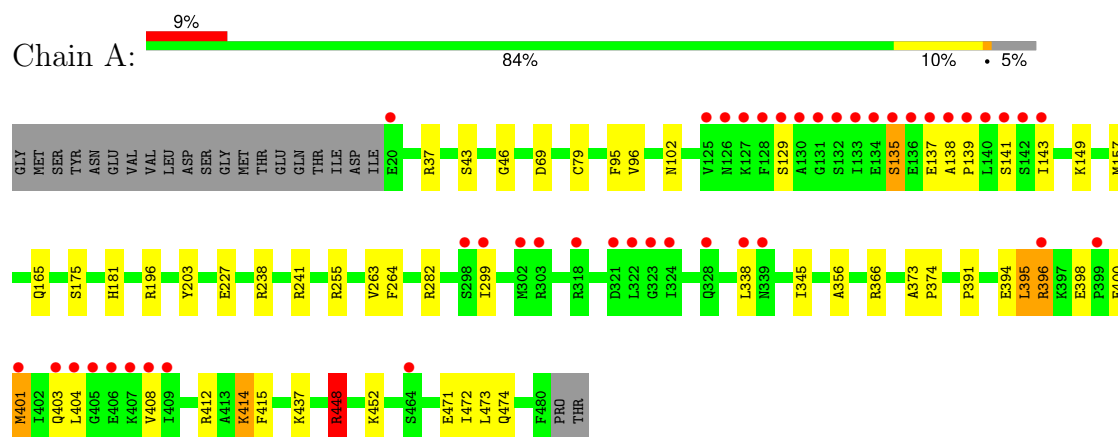 9%
Chain A:
84% 10% • 5%
GLY MET SER TYR ASN GLU VAL VAL LEU ASP SER GLY MET THR GLU GLN THR ILE ASP ILE E20 R37 S43 G46 D69 C79 F95 V96 N102 V125 N126 K127 F128 S129 A130 G131 S132 I133 E134 S135 E136 E137 A138 P139 L140 S141 S142 I143 K149 M157
Q165 S175 H181 R196 Y203 E227 R238 R241 R255 V263 F264 R282 S298 I299 M302 R303 R318 D321 L322 G323 I324 Q328 L338 N339 I345 A356 R366 A373 P374 P391 E394 L395 R396 K397 E398 P399
M401 I402 Q403 L404 G405 E406 K407 V408 I409 R412 A413 K414 F415 K437 R448 K452 S464 E471 I472 L473 Q474 F480 PRO THR